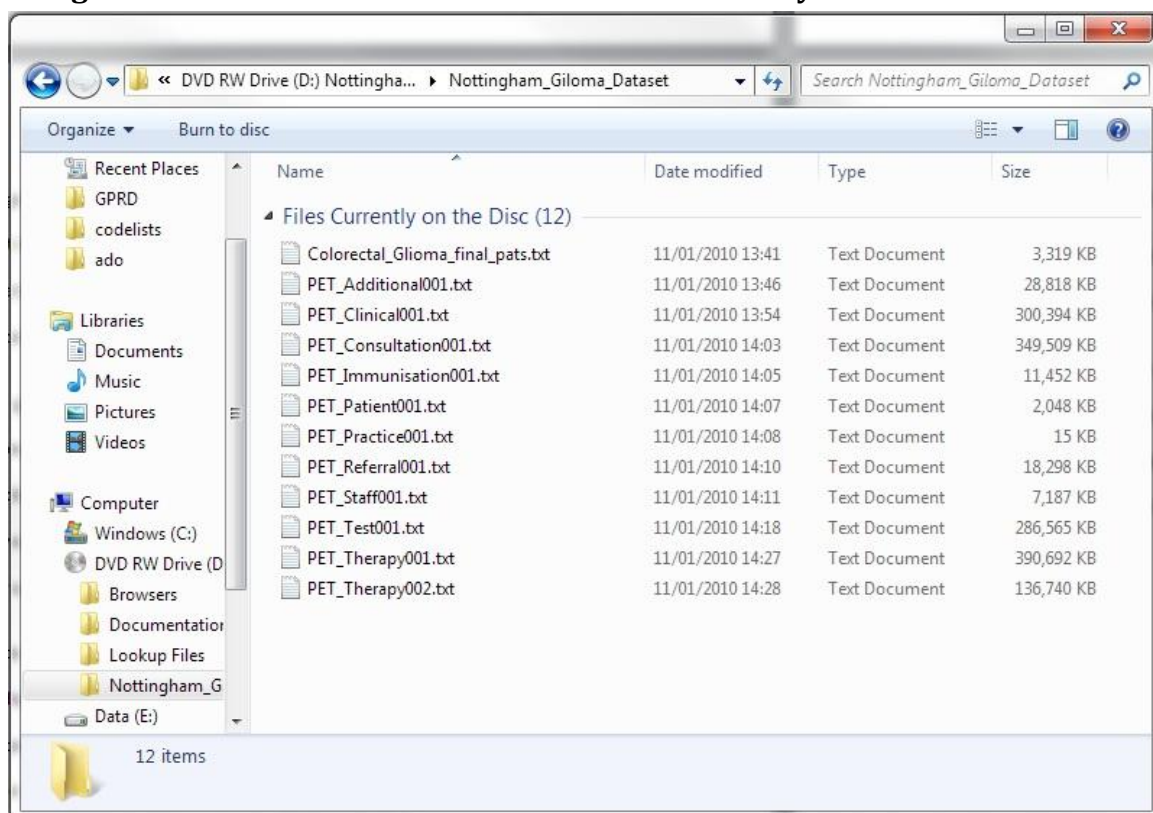 « DVD RW Drive (D:) Nottingha... ▸ Nottingham_Giloma_Dataset Search Nottingham_Giloma_Dataset
Organize Burn to disc
Recent Places
GPRD
codelists
ado
Libraries
Documents
Music
Pictures
Videos
Computer
Windows (C:)
DVD RW Drive (D
Browsers
Documentation
Lookup Files
Nottingham_G
Data (E:)
Name Date modified Type Size
Files Currently on the Disc (12)
Colorectal_Glioma_final_pats.txt 11/01/2010 13:41 Text Document 3,319 KB
PET_Additional001.txt 11/01/2010 13:46 Text Document 28,818 KB
PET_Clinical001.txt 11/01/2010 13:54 Text Document 300,394 KB
PET_Consultation001.txt 11/01/2010 14:03 Text Document 349,509 KB
PET_Immunisation001.txt 11/01/2010 14:05 Text Document 11,452 KB
PET_Patient001.txt 11/01/2010 14:07 Text Document 2,048 KB
PET_Practice001.txt 11/01/2010 14:08 Text Document 15 KB
PET_Referral001.txt 11/01/2010 14:10 Text Document 18,298 KB
PET_Staff001.txt 11/01/2010 14:11 Text Document 7,187 KB
PET_Test001.txt 11/01/2010 14:18 Text Document 286,565 KB
PET_Therapy001.txt 11/01/2010 14:27 Text Document 390,692 KB
PET_Therapy002.txt 11/01/2010 14:28 Text Document 136,740 KB
12 items